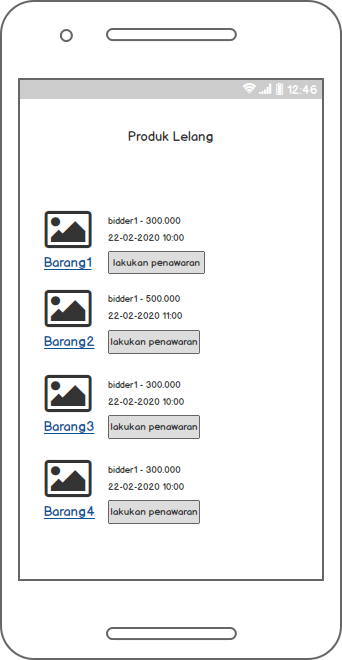 12:46
Produk Lelang
bidder1 - 300.000
22-02-2020 10:00
Barang1
lakukan penawaran
bidder1 - 500.000
22-02-2020 11:00
Barang2
lakukan penawaran
bidder1 - 300.000
22-02-2020 10:00
Barang3
lakukan penawaran
bidder1 - 300.000
22-02-2020 10:00
Barang4
lakukan penawaran